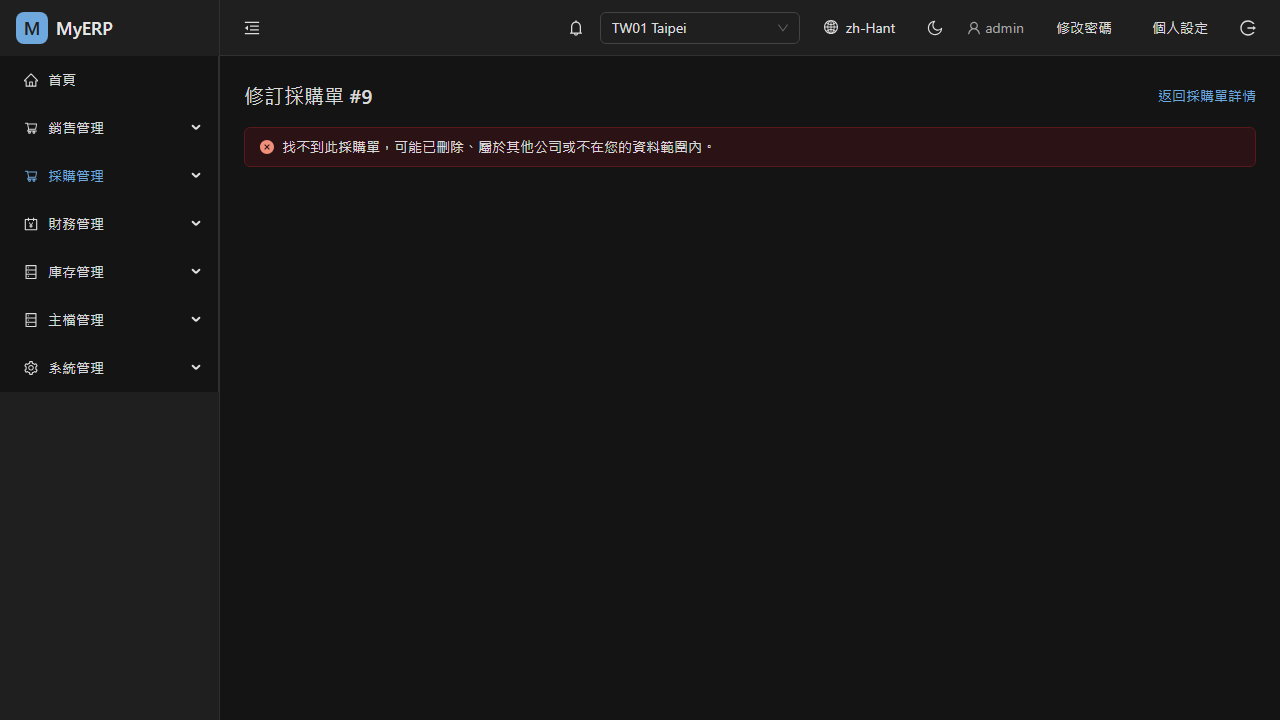 M MyERP
TW01 Taipei
zh-Hant
admin
修改密碼
個人設定
首頁
銷售管理
採購管理
財務管理
庫存管理
主檔管理
系統管理
修訂採購單 #9
返回採購單詳情
找不到此採購單，可能已刪除、屬於其他公司或不在您的資料範圍內。